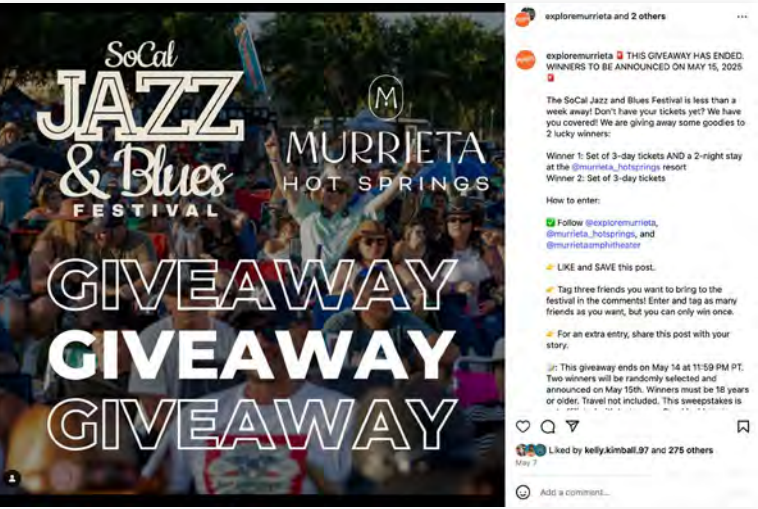 SoCal
JAZZ
& Blues
FESTIVAL
M
MURRIETA
HOT SPRINGS
GIVEAWAY
GIVEAWAY
GIVEAWAY
exploremurrieta and 2 others
exploremurrieta 🚨 THIS GIVEAWAY HAS ENDED.
WINNERS TO BE ANNOUNCED ON MAY 15, 2025
🚨
The SoCal Jazz and Blues Festival is less than a
week away! Don't have your tickets yet? We have
you covered! We are giving away some goodies to
2 lucky winners:
Winner 1: Set of 3-day tickets AND a 2-night stay
at the @murrieta_hotsprings resort
Winner 2: Set of 3-day tickets
How to enter:
✅ Follow @exploremurrieta,
@murrieta_hotsprings, and
@murrietaamphitheater
👉 LIKE and SAVE this post.
👉 Tag three friends you want to bring to the
festival in the comments! Enter and tag as many
friends as you want, but you can only win once.
👉 For an extra entry, share this post with your
story.
📝: This giveaway ends on May 14 at 11:59 PM PT.
Two winners will be randomly selected and
announced on May 15th. Winners must be 18 years
or older. Travel not included. This sweepstakes is
Liked by kelly.kimball.97 and 275 others
May 7
Add a comment...